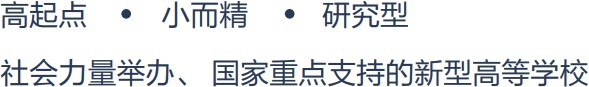 高起点 • 小而精 • 研究型
社会力量举办、 国家重点支持的新型高等学校